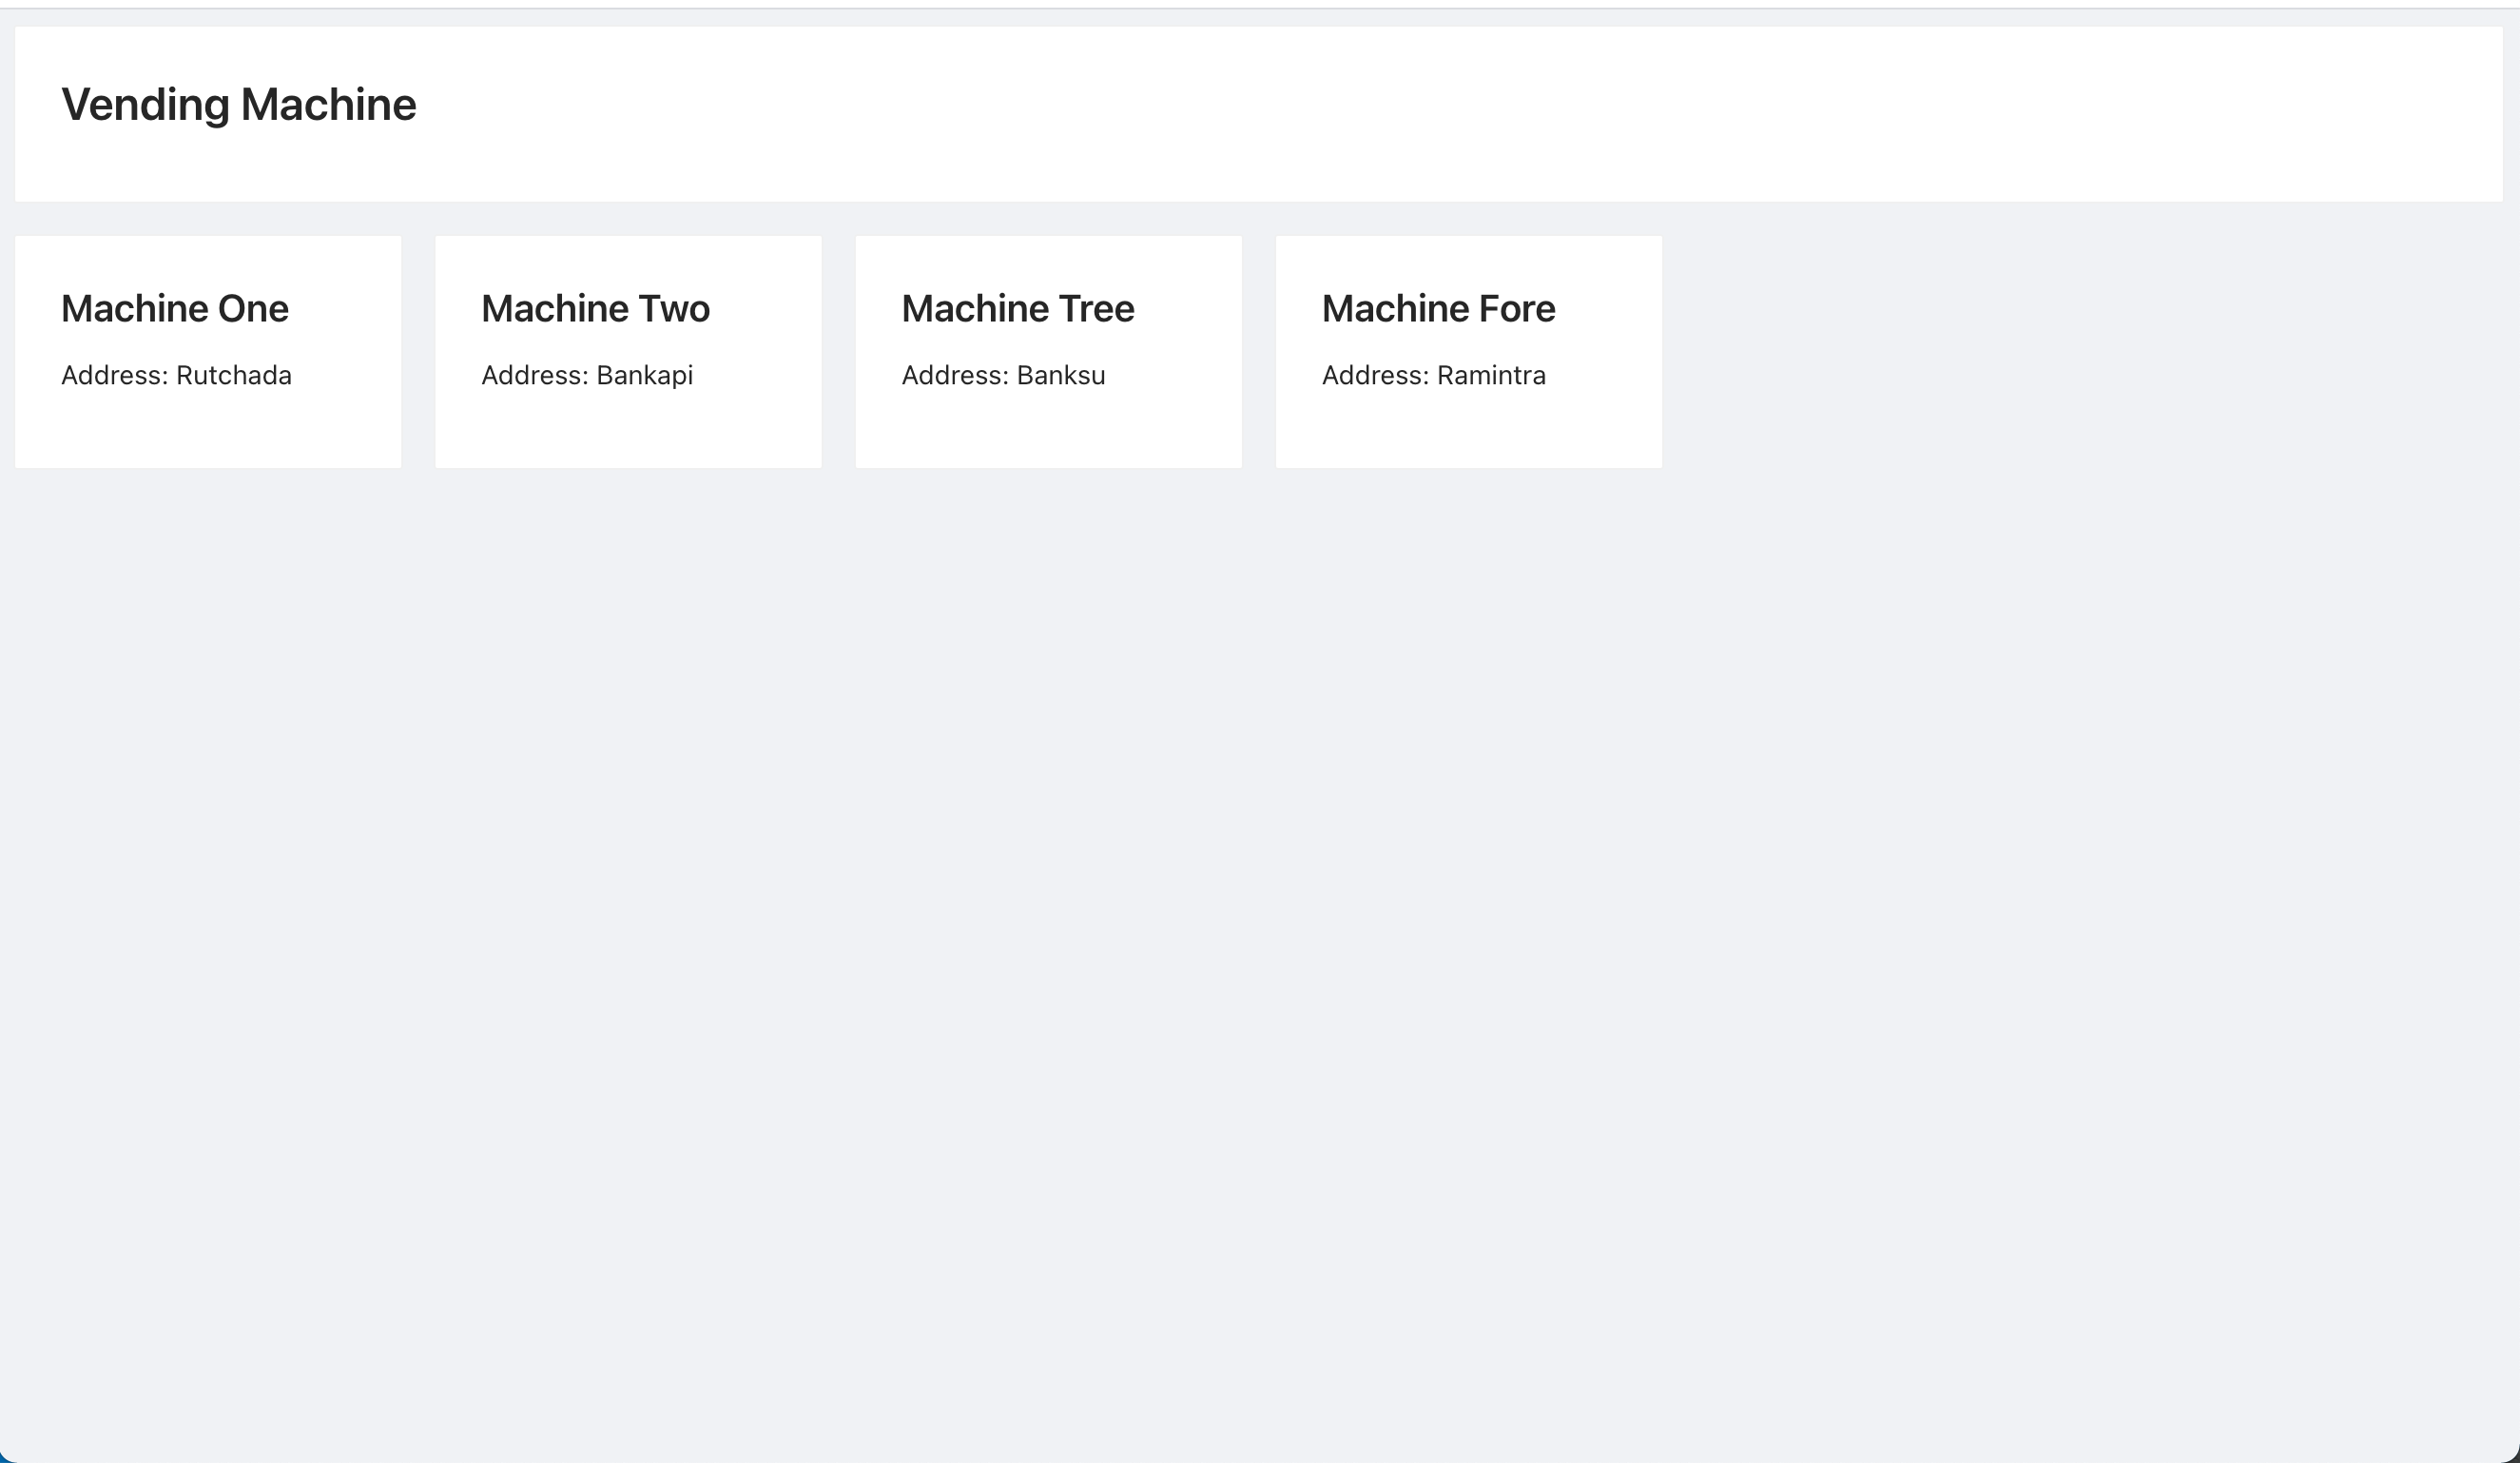 Vending Machine
Machine One
Address: Rutchada
Machine Two
Address: Bankapi
Machine Tree
Address: Banksu
Machine Fore
Address: Ramintra